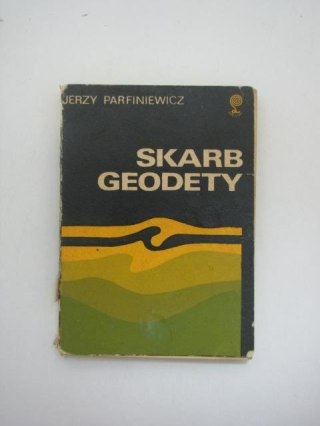 JERZY PARFINIEWICZ
SKARB
GEODETY